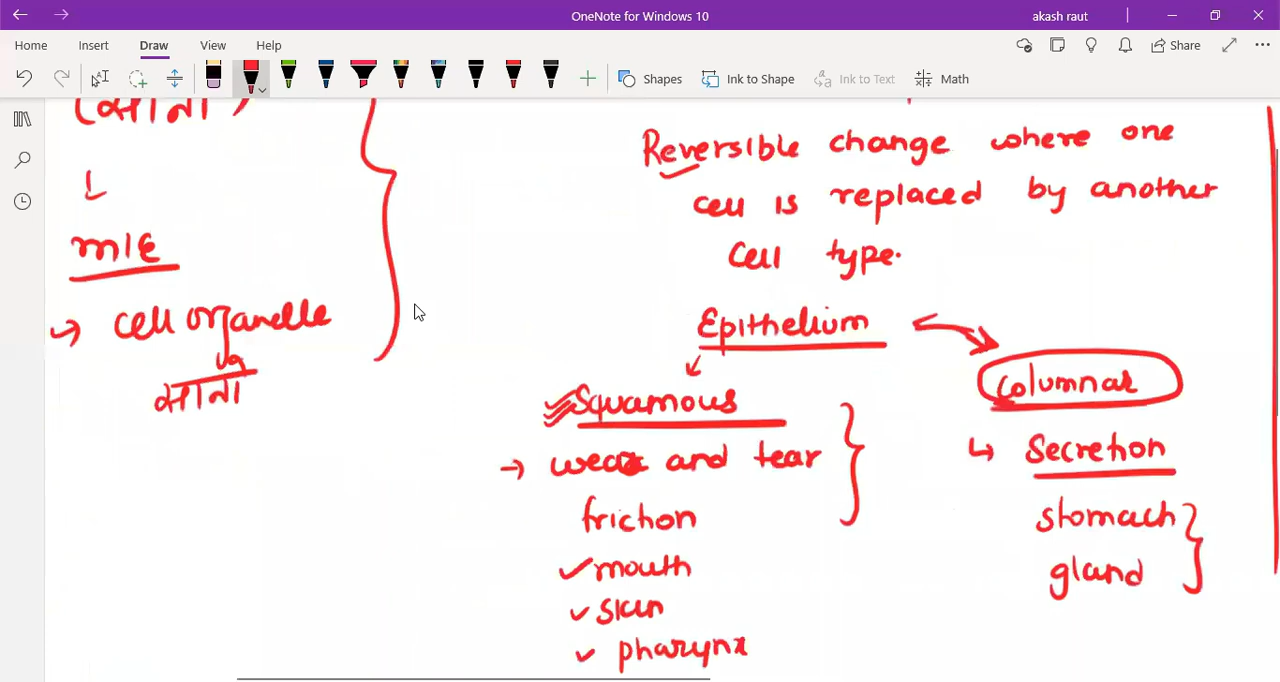 OneNote for Windows 10
akash raut
Home Insert Draw View Help
Share
Shapes
Ink to Shape
Ink to Text
Math
m/E
→ cell organelle
Reversible change where one
cell is replaced by another
cell type.
Epithelium
Squamous
→ wear and tear
friction
mouth
skin
pharynx
columnar
↳ Secretion
stomach
gland